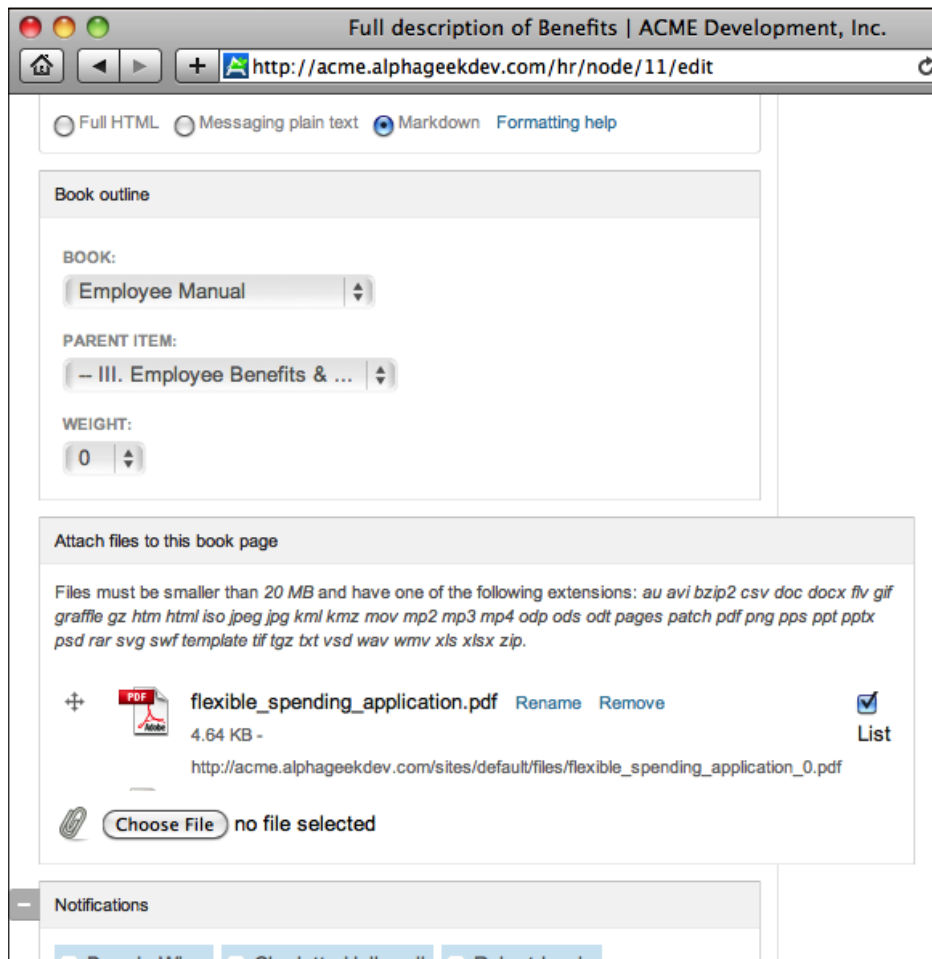 Full description of Benefits | ACME Development, Inc.
http://acme.alphageekdev.com/hr/node/11/edit
Full HTML Messaging plain text Markdown Formatting help
Book outline
BOOK:
Employee Manual
PARENT ITEM:
-- III. Employee Benefits & ...
WEIGHT:
0
Attach files to this book page
Files must be smaller than 20 MB and have one of the following extensions: au avi bzip2 csv doc docx flv gif
graffle gz htm html iso jpeg jpg kml kmz mov mp2 mp3 mp4 odp ods odt pages patch pdf png pps ppt pptx
psd rar svg swf template tif tgz txt vsd wav wmv xls xlsx zip.
PDF
Adobe
flexible_spending_application.pdf Rename Remove
4.64 KB -
List
http://acme.alphageekdev.com/sites/default/files/flexible_spending_application_0.pdf
Choose File no file selected
Notifications